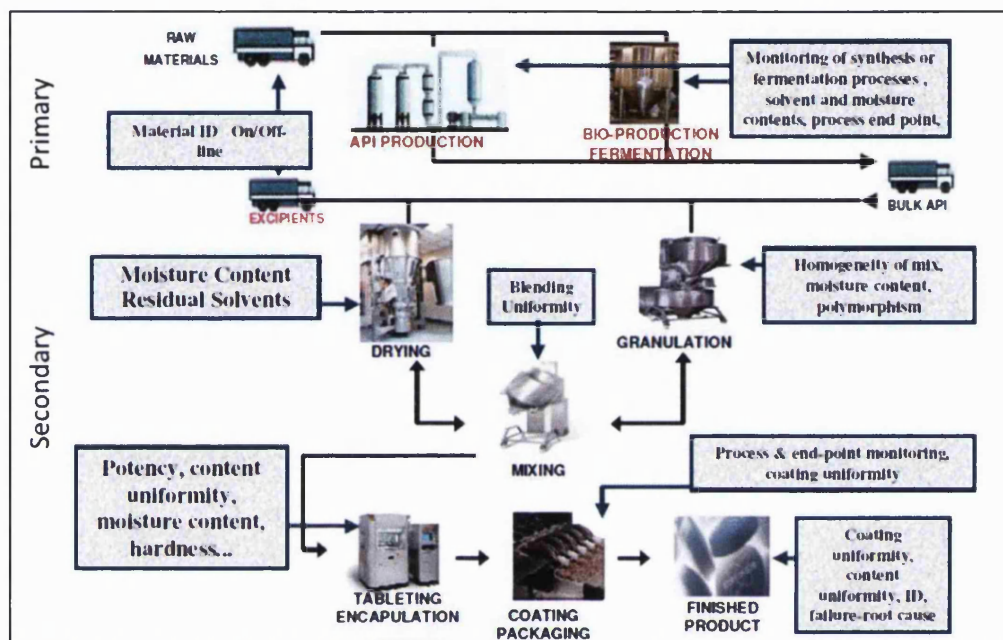 Primary
Secondary
RAW
MATERIALS
Material ID On/Off-
line
API PRODUCTION
BIO-PRODUCTION
FERMENTATION
Monitoring of synthesis or
fermentation processes ,
solvent and moisture
contents, process end point,
EXCIPIENTS
BULK API
Moisture Content
Residual Solvents
DRYING
Blending
Uniformity
GRANULATION
Homogeneity of mix,
moisture content,
polymorphism
MIXING
Potency, content
uniformity,
moisture content,
hardness...
Process & end-point monitoring,
coating uniformity
TABLETING
ENCAPULATION
COATING
PACKAGING
FINISHED
PRODUCT
Coating
uniformity,
content
uniformity, ID,
failure-root cause